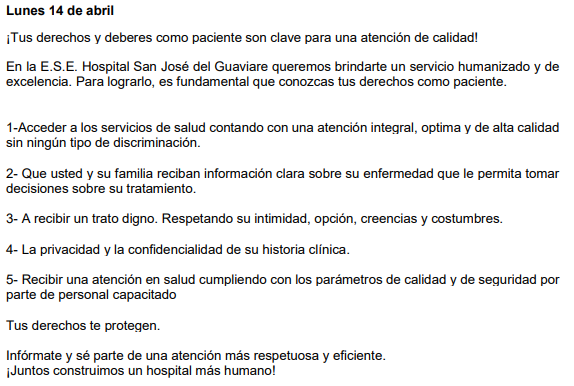 Lunes 14 de abril
¡Tus derechos y deberes como paciente son clave para una atención de calidad!
En la E.S.E. Hospital San José del Guaviare queremos brindarte un servicio humanizado y de
excelencia. Para lograrlo, es fundamental que conozcas tus derechos como paciente.
1-Acceder a los servicios de salud contando con una atención integral, optima y de alta calidad
sin ningún tipo de discriminación.
2- Que usted y su familia reciban información clara sobre su enfermedad que le permita tomar
decisiones sobre su tratamiento.
3- A recibir un trato digno. Respetando su intimidad, opción, creencias y costumbres.
4- La privacidad y la confidencialidad de su historia clínica.
5- Recibir una atención en salud cumpliendo con los parámetros de calidad y de seguridad por
parte de personal capacitado
Tus derechos te protegen.
Infórmate y sé parte de una atención más respetuosa y eficiente.
¡Juntos construimos un hospital más humano!